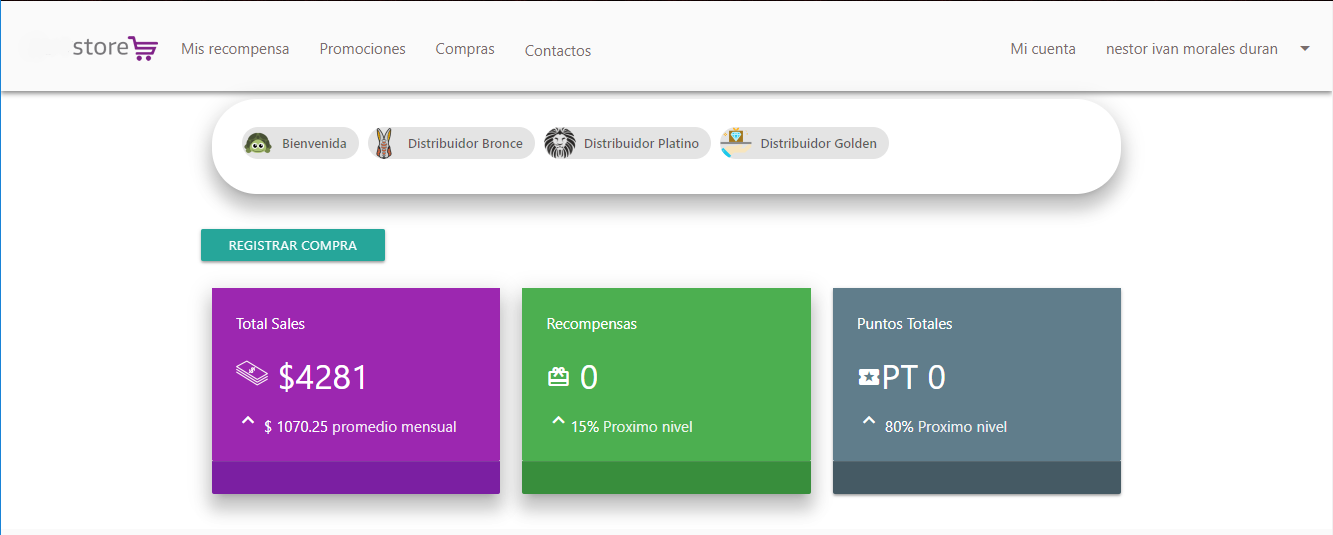 store
Mis recompensa Promociones Compras Contactos Mi cuenta nestor ivan morales duran
Bienvenida Distribuidor Bronce Distribuidor Platino Distribuidor Golden
REGISTRAR COMPRA
Total Sales
$4281
$ 1070.25 promedio mensual
Recompensas
0
15% Proximo nivel
Puntos Totales
PT 0
80% Proximo nivel